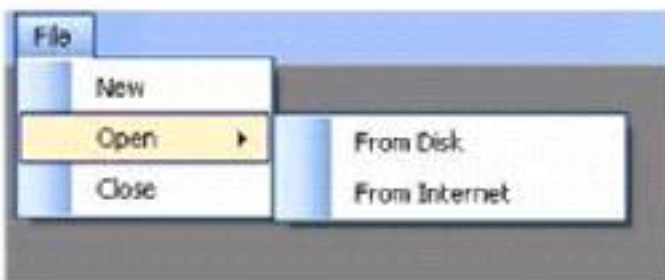 File
New
Open
Close
From Disk
From Internet